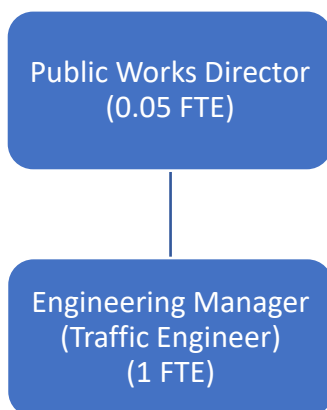 Public Works Director
(0.05 FTE)
Engineering Manager
(Traffic Engineer)
(1 FTE)